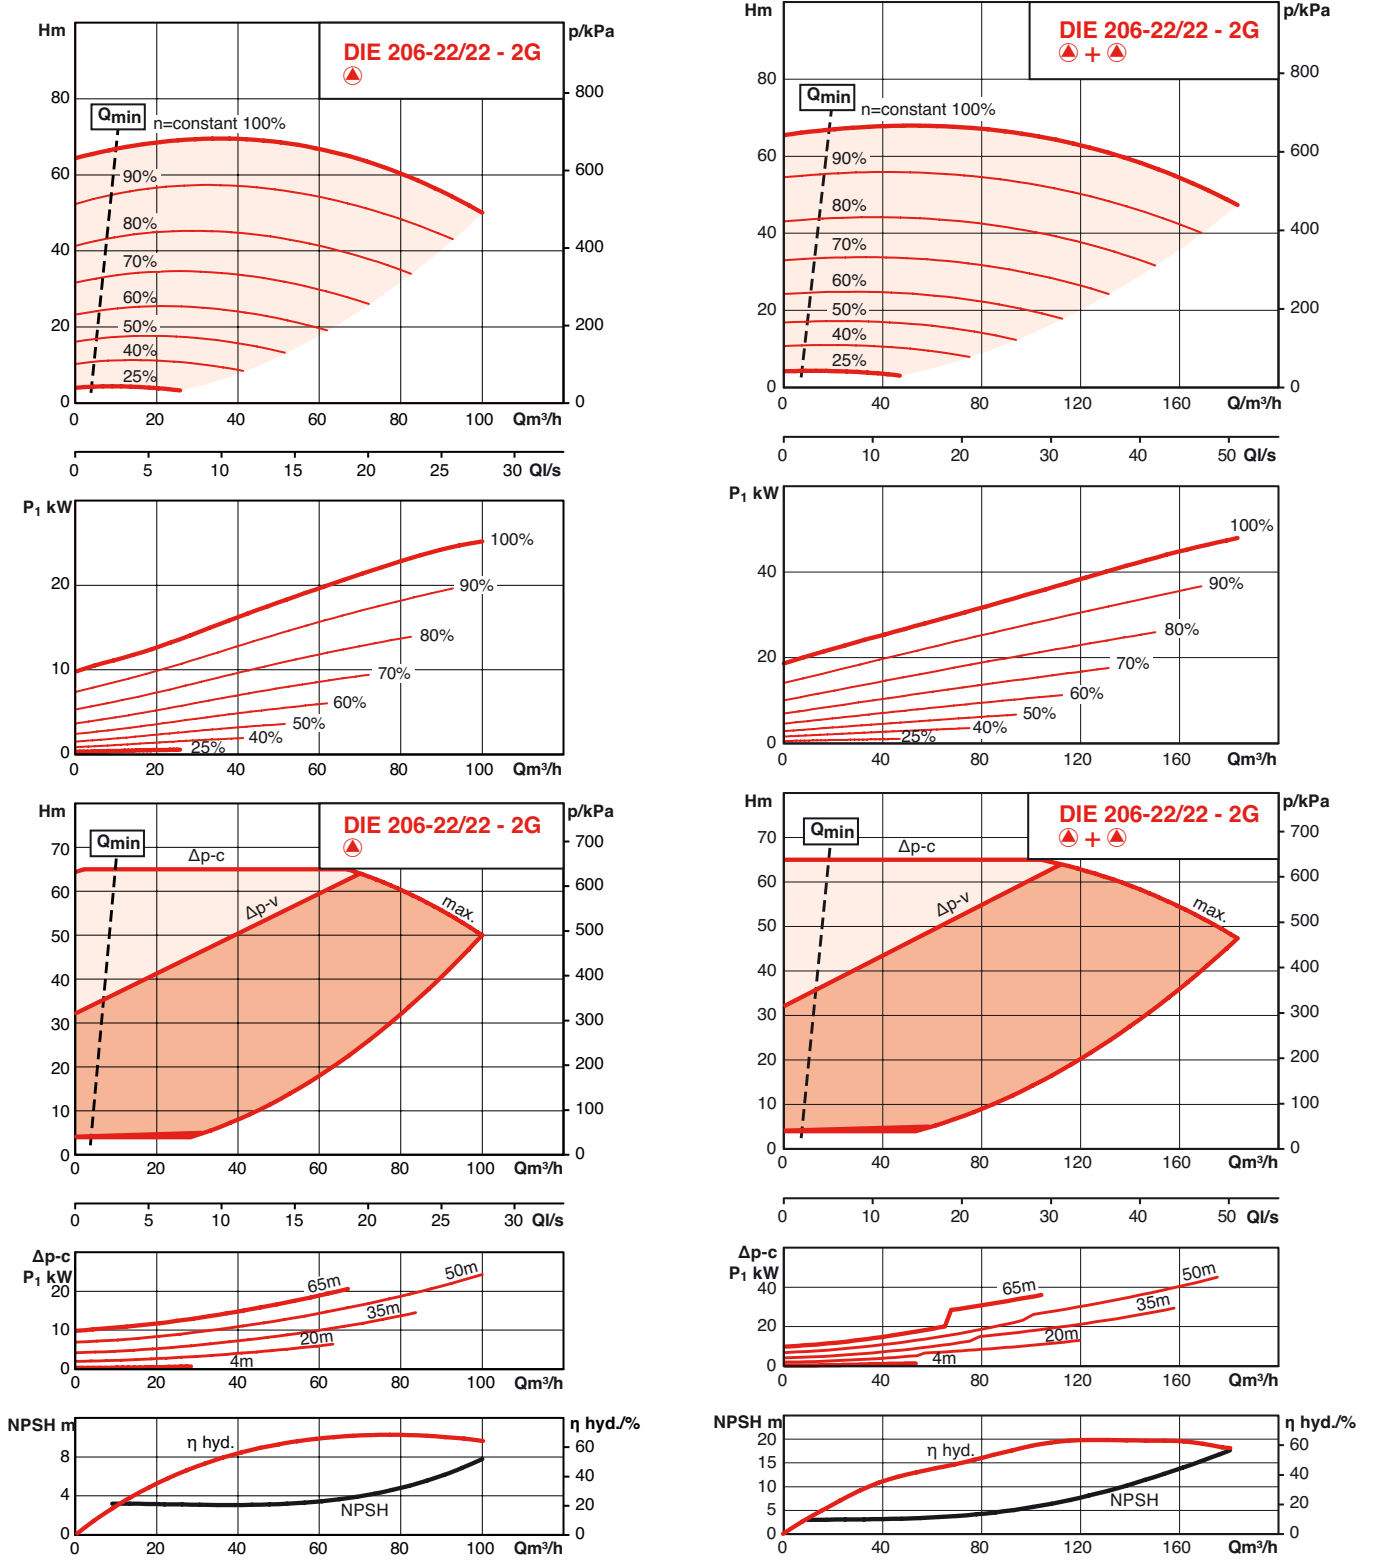 Hm
p/kPa
DIE 206-22/22 - 2G
Qmin
n=constant 100%
90%
80%
70%
60%
50%
40%
25%
80
60
40
20
0
800
600
400
200
0
0 20 40 60 80 100 Qm³/h
0 5 10 15 20 25 30 Ql/s
P1 kW
20
10
0
100%
90%
80%
70%
60%
50%
40%
25%
0 20 40 60 80 100 Qm³/h
Hm
p/kPa
DIE 206-22/22 - 2G
Qmin
Δp-c
Δp-v
max.
70
60
50
40
30
20
10
0
700
600
500
400
300
200
100
0
0 20 40 60 80 100 Qm³/h
0 5 10 15 20 25 30 Ql/s
Δp-c
P1 kW
20
10
0
65m
50m
35m
20m
4m
0 20 40 60 80 100 Qm³/h
NPSH m
η hyd./%
8
4
0
60
40
20
0
η hyd.
NPSH
0 20 40 60 80 100 Qm³/h
Hm
p/kPa
DIE 206-22/22 - 2G
+
Qmin
n=constant 100%
90%
80%
70%
60%
50%
40%
25%
80
60
40
20
0
800
600
400
200
0
0 40 80 120 160 Q/m³/h
0 10 20 30 40 50 Ql/s
P1 kW
40
20
0
100%
90%
80%
70%
60%
50%
40%
25%
0 40 80 120 160 Qm³/h
Hm
p/kPa
DIE 206-22/22 - 2G
+
Qmin
Δp-c
Δp-v
max.
70
60
50
40
30
20
10
0
700
600
500
400
300
200
100
0
0 40 80 120 160 Qm³/h
0 10 20 30 40 50 Ql/s
Δp-c
P1 kW
40
20
0
65m
50m
35m
20m
4m
0 40 80 120 160 Qm³/h
NPSH m
η hyd./%
20
15
10
5
0
60
40
20
0
η hyd.
NPSH
0 40 80 120 160 Qm³/h